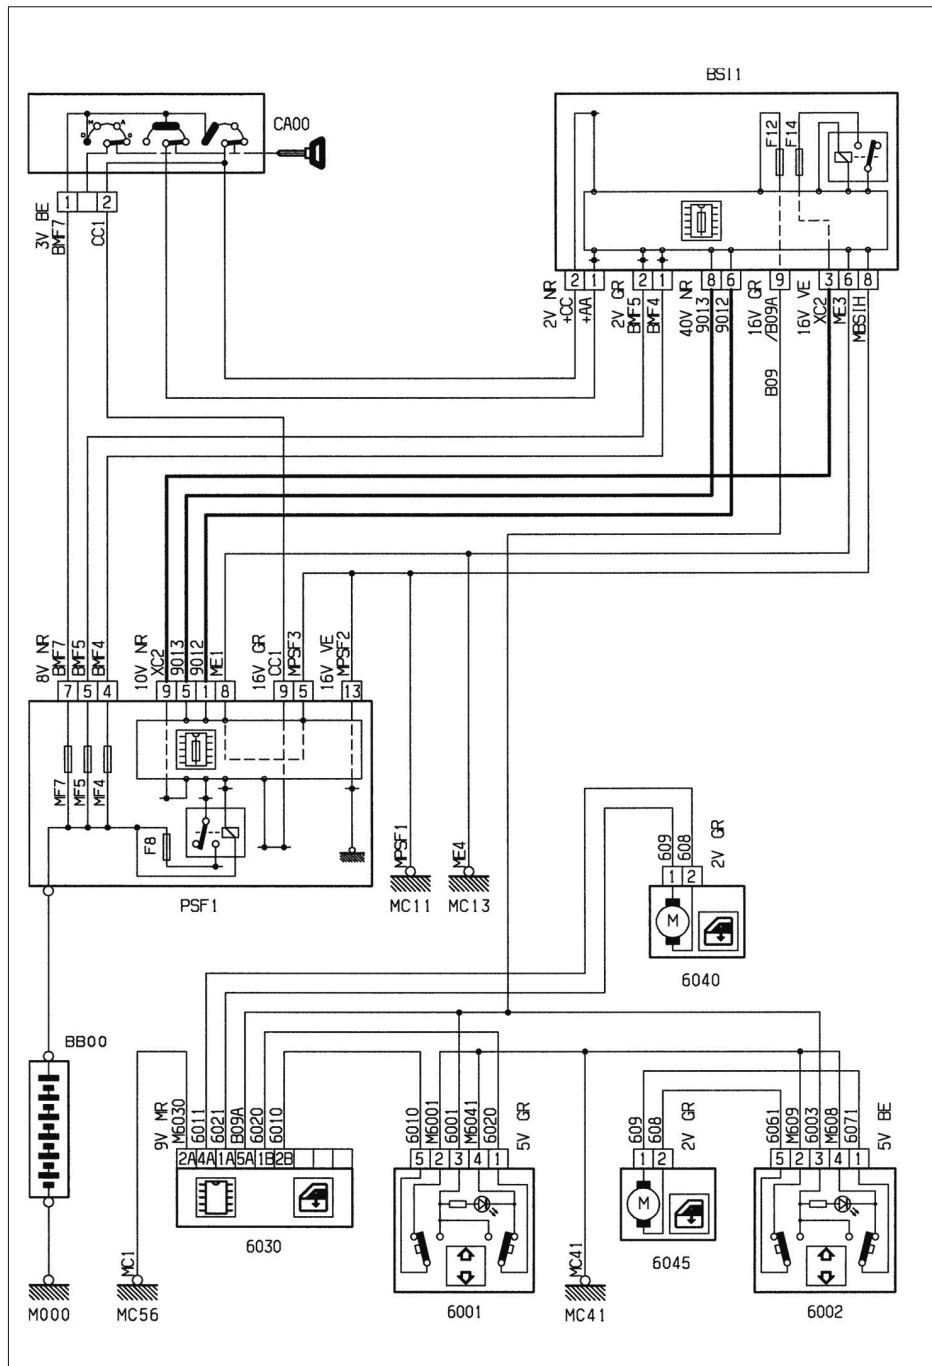 BSI1
CA00
H A
D
F12
F14
1 2
3V BE
BMF7
CC1
2 1 2 1 8 6 9 3 6 8
2V NR
+CC
+AA
2V GR
BMF5
BMF4
40V NR
9013
9012
16V GR
/B09A
16V VE
XC2
ME3
MBSIH
B09
8V NR
BMF7
BMF5
BMF4
10V NR
XC2
9013
9012
ME1
16V GR
CC1
MPSF3
16V VE
MPSF2
7 5 4 9 5 1 8 9 5 13
MF7
MF5
MF4
F8
PSF1
MPSF1
ME4
MC11
MC13
609
608
2V GR
1 2
M
6040
BB00
9V MR
M6030
6011
6021
B09A
6020
6010
2A 4A 1A 5A 1B 2B
6030
6010
M6001
6001
M6041
6020
5V GR
5 2 3 4 1
6001
609
608
2V GR
1 2
M
6045
6061
M609
6003
M608
6071
5V BE
5 2 3 4 1
6002
MC1
MC41
M000
MC56
MC41